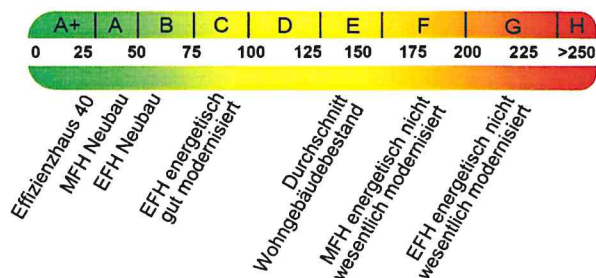 A+ A B C D E F G H
0 25 50 75 100 125 150 175 200 225 >250
Effizienzhaus 40
MFH Neubau
EFH Neubau
EFH energetisch
gut modernisiert
Durchschnitt
Wohngebäudebestand
MFH energetisch nicht
wesentlich modernisiert
EFH energetisch nicht
wesentlich modernisiert